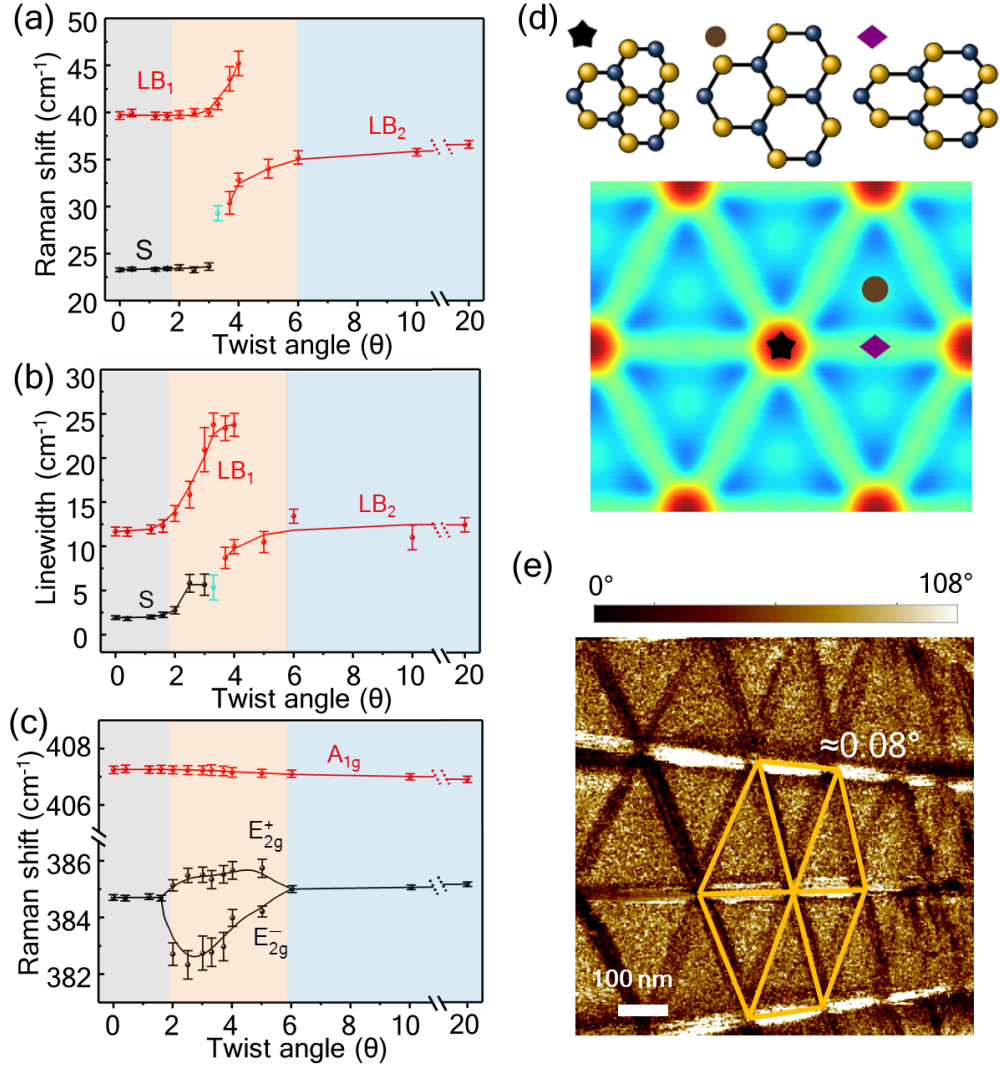 (a)
50
45
40
35
30
25
20
Raman shift (cm⁻¹)
LB₁
LB₂
S
0 2 4 6 8 10 20
Twist angle (θ)
(b)
30
25
20
15
10
5
0
Linewidth (cm⁻¹)
LB₁
LB₂
S
0 2 4 6 8 10 20
Twist angle (θ)
(c)
408
406
386
384
382
Raman shift (cm⁻¹)
A₁g
E⁺₂g
E⁻₂g
0 2 4 6 8 10 20
Twist angle (θ)
(d)
(e)
0° 108°
≈0.08°
100 nm